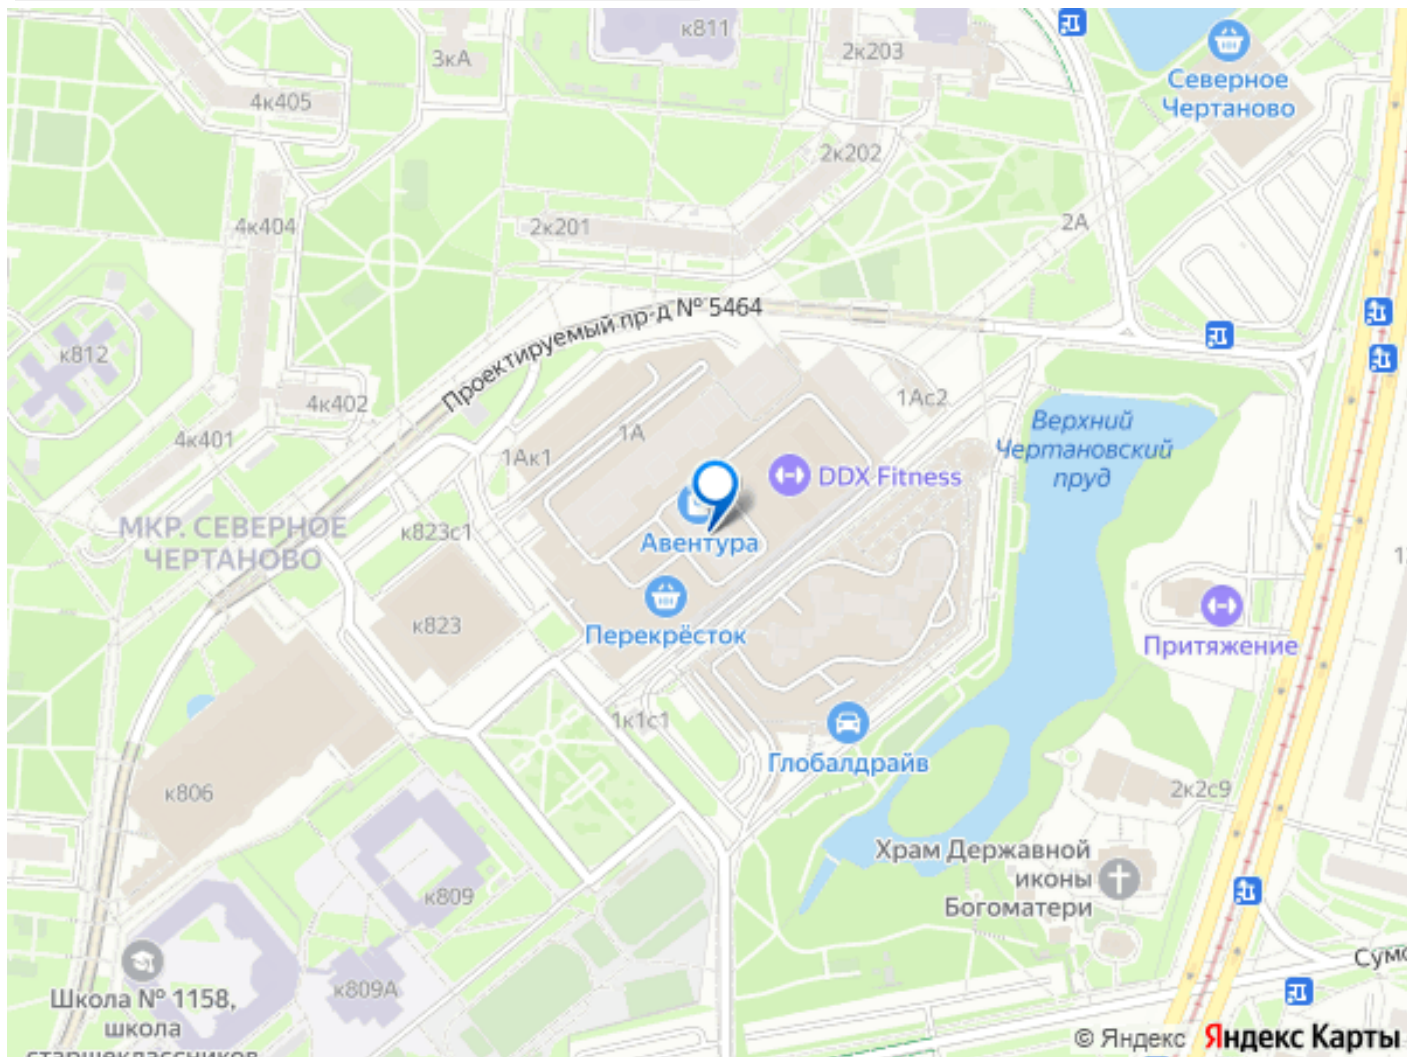 к811
2к203
3кА
Северное
Чертаново
4к405
2к202
2А
4к404
2к201
Проектируемый пр-д № 5464
к812
4к402
1Ас2
Верхний
Чертановский
пруд
4к401
1А
1Ак1
DDX Fitness
МКР. СЕВЕРНОЕ
ЧЕРТАНОВО
к823с1
Авентура
к823
Перекрёсток
Притяжение
1к1с1
Глобалдрайв
к806
2к2с9
Храм Державной
иконы
Богоматери
к809
к809А
Школа № 1158,
школа
старшеклассников
© Яндекс
Яндекс Карты